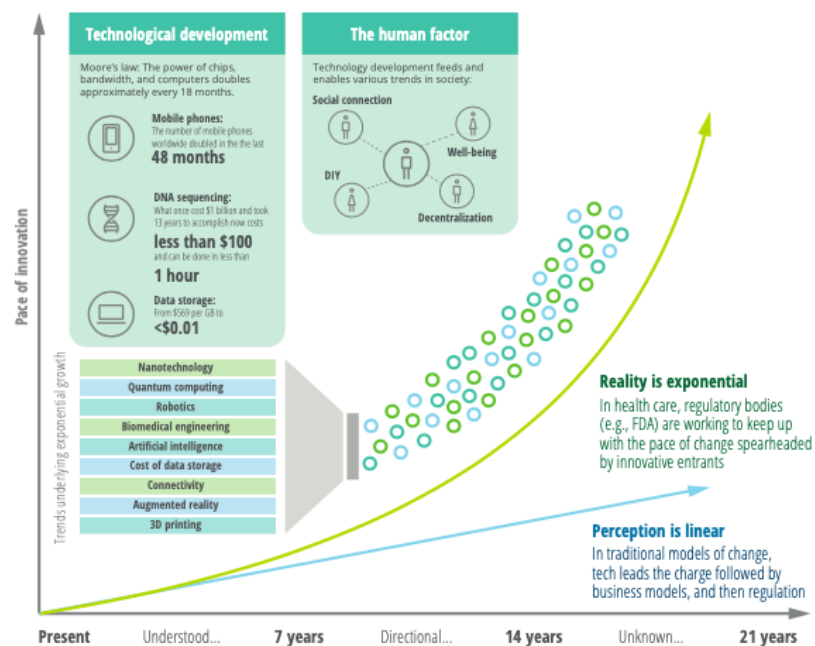 Technological development
Moore's law: The power of chips,
bandwidth, and computers doubles
approximately every 18 months.
Mobile phones:
The number of mobile phones
worldwide doubled in the the last
48 months
DNA sequencing:
What once cost $1 billion and took
13 years to accomplish now costs
less than $100
and can be done in less than
1 hour
Data storage:
From $569 per GB to
<$0.01
The human factor
Technology development feeds and
enables various trends in society:
Social connection
Well-being
DIY
Decentralization
Pace of innovation
Trends underlying exponential growth
Nanotechnology
Quantum computing
Robotics
Biomedical engineering
Artificial intelligence
Cost of data storage
Connectivity
Augmented reality
3D printing
Reality is exponential
In health care, regulatory bodies
(e.g., FDA) are working to keep up
with the pace of change spearheaded
by innovative entrants
Perception is linear
In traditional models of change,
tech leads the charge followed by
business models, and then regulation
Present
Understood...
7 years
Directional...
14 years
Unknown...
21 years